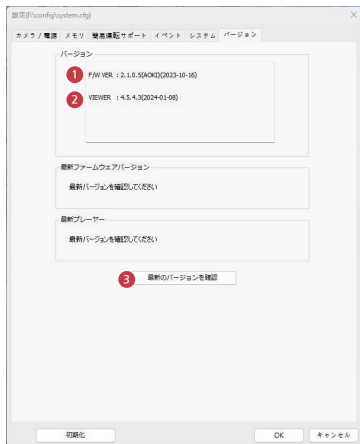 設定(F:\config\system.cfg)
カメラ / 電源 メモリ 簡易運転サポート イベント システム バージョン
バージョン
1 F/W VER : 2.1.0.5(AOKI)(2023-10-16)
2 VIEWER : 4.5.4.3(2024-01-08)
最新ファームウェアバージョン
最新バージョンを確認してください
最新プレーヤー
最新バージョンを確認してください
3 最新のバージョンを確認
初期化 OK キャンセル